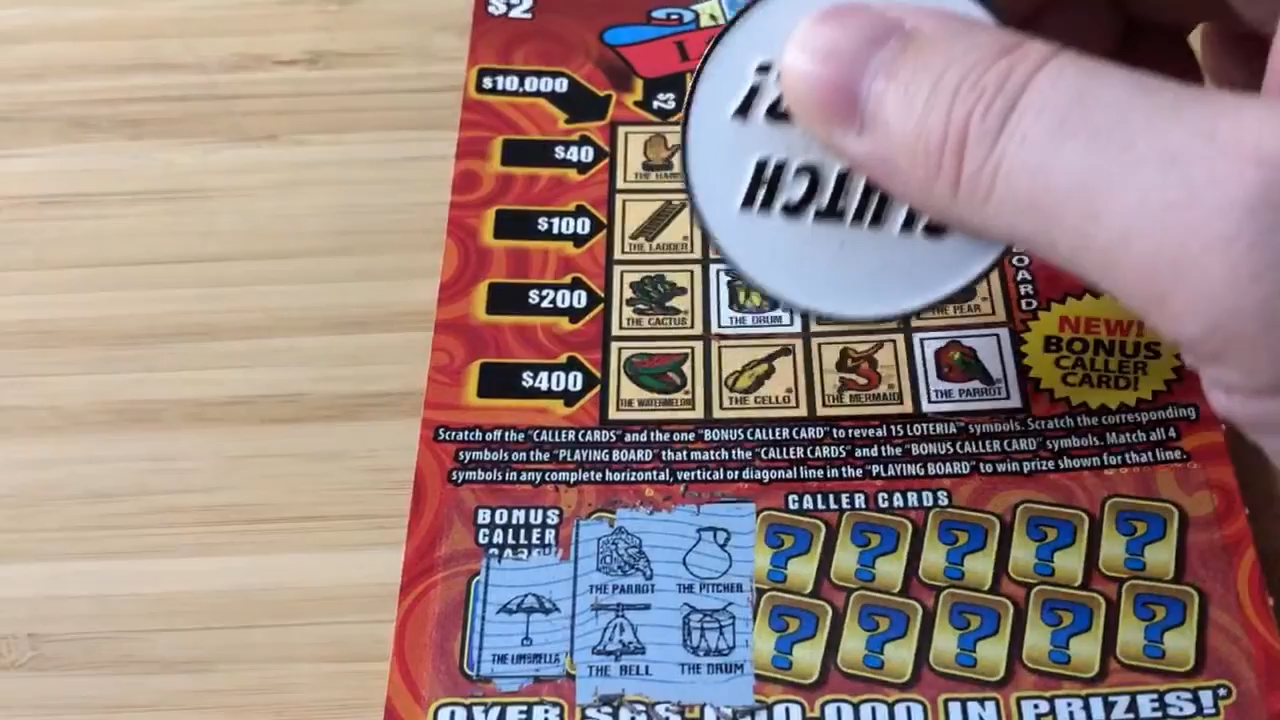 $2
$10,000
$2
$40
THE HAND
$100
THE LADDER
$200
THE CACTUS
THE DRUM
THE PEAR
$400
THE WATERMELON
THE CELLO
THE MERMAID
THE PARROT
CLUTCH
NEW!
BONUS
CALLER
CARD!
Scratch off the "CALLER CARDS" and the one "BONUS CALLER CARD" to reveal 15 LOTERIA™ symbols. Scratch the corresponding
symbols on the "PLAYING BOARD" that match the "CALLER CARDS" and the "BONUS CALLER CARD" symbols. Match all 4
symbols in any complete horizontal, vertical or diagonal line in the "PLAYING BOARD" to win prize shown for that line.
CALLER CARDS
BONUS
CALLER
THE PARROT
THE PITCHER
? ? ? ? ?
THE UMBRELLA
THE BELL
THE DRUM
? ? ? ? ?
IN PRIZES!*